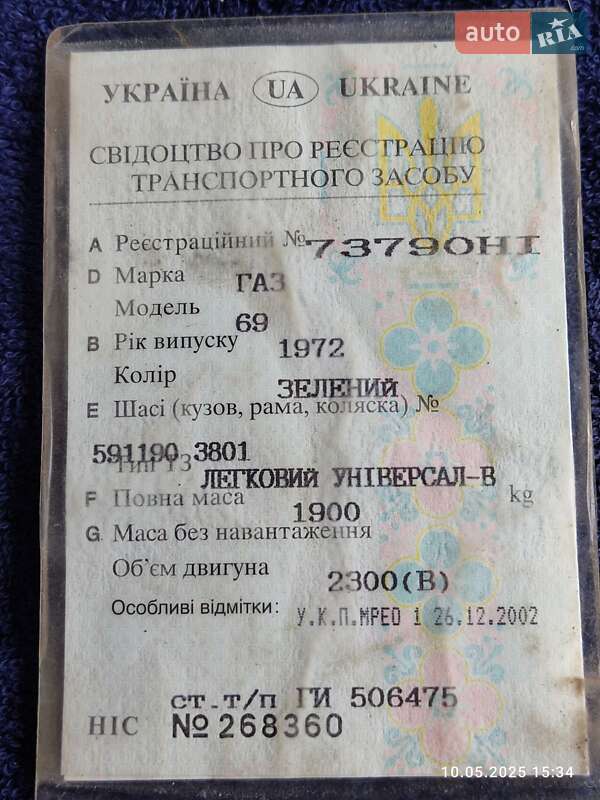 auto RIA .com
УКРАЇНА UA UKRAINE
СВІДОЦТВО ПРО РЕЄСТРАЦІЮ
ТРАНСПОРТНОГО ЗАСОБУ
A Реєстраційний № 73790НІ
D Марка ГАЗ
Модель 69
B Рік випуску 1972
Колір ЗЕЛЕНИЙ
E Шасі (кузов, рама, коляска) №
591190 3801
Тип ТЗ ЛЕГКОВИЙ УНІВЕРСАЛ-В
F Повна маса 1900 kg
G Маса без навантаження
Об'єм двигуна 2300(В)
Особливі відмітки: У.К.П.МРЕО 1 26.12.2002
ст.т/п ГИ 506475
НІС №268360
10.05.2025 15:34